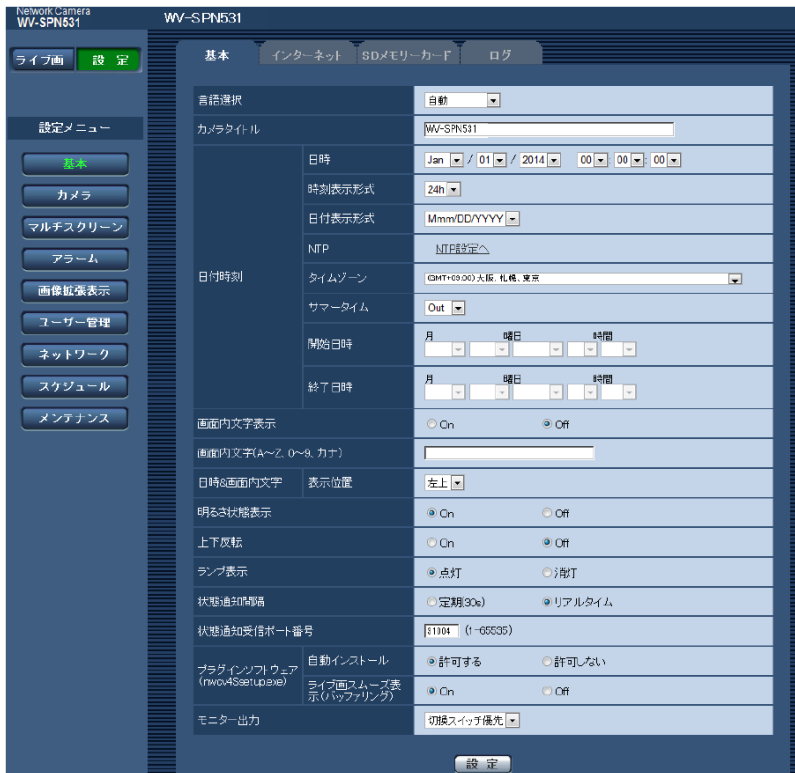 Network Camera
WV-SPN531
WV-SPN531
ライブ画 設 定
基本 インターネット SDメモリーカード ログ
設定メニュー
基本
カメラ
マルチスクリーン
アラーム
画像拡張表示
ユーザー管理
ネットワーク
スケジュール
メンテナンス
言語選択 自動
カメラタイトル WV-SPN531
日付時刻
日時 Jan / 01 / 2014 00 : 00 : 00
時刻表示形式 24h
日付表示形式 Mmm/DD/YYYY
NTP NTP設定へ
タイムゾーン (GMT+09:00)大阪、札幌、東京
サマータイム Out
開始日時 月 曜日 時間
終了日時 月 曜日 時間
画面内文字表示 On Off
画面内文字(A～Z, 0～9, カナ)
日時&画面内文字 表示位置 左上
明るさ状態表示 On Off
上下反転 On Off
ランプ表示 点灯 消灯
状態通知間隔 定期(30s) リアルタイム
状態通知受信ポート番号 31004 (1-65535)
プラグインソフトウェア
(nwcv4Ssetup.exe)
自動インストール 許可する 許可しない
ライブ画スムーズ表
示(バッファリング) On Off
モニター出力 切換スイッチ優先
設 定